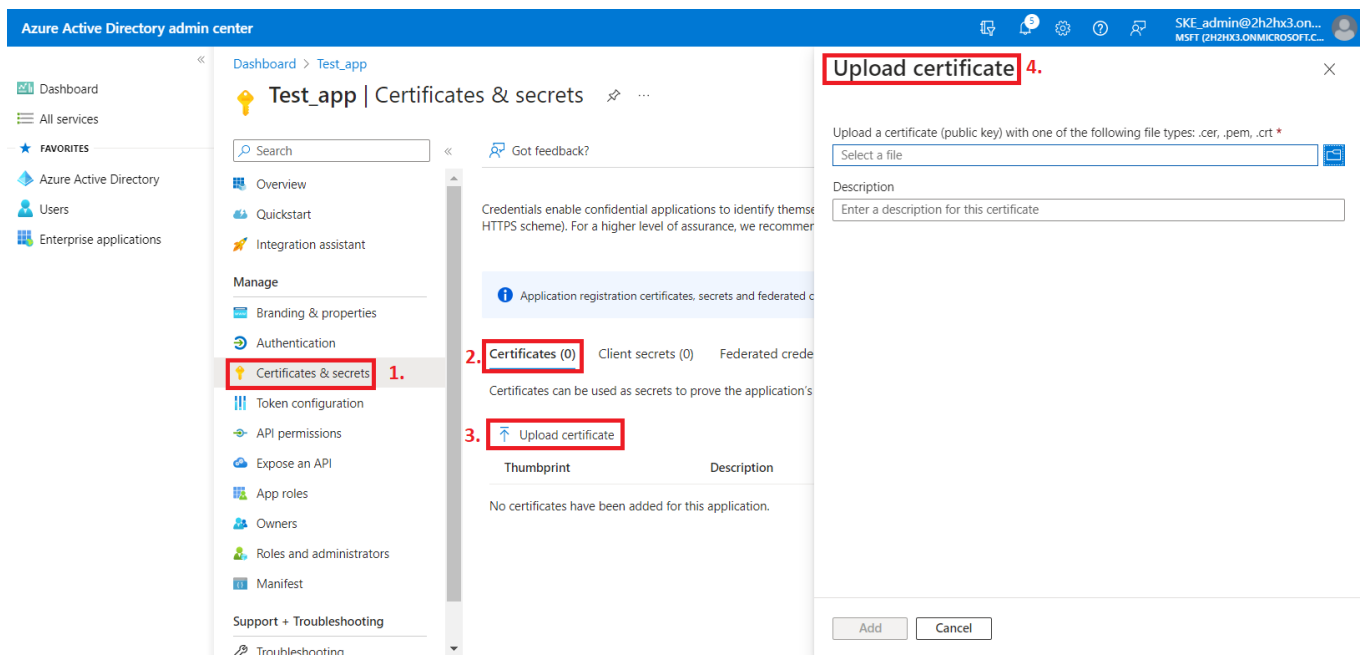 Azure Active Directory admin center
5
SKE_admin@2h2hx3.on...
MSFT (2H2HX3.ONMICROSOFT.C...
Dashboard
All services
FAVORITES
Azure Active Directory
Users
Enterprise applications
Dashboard > Test_app
Test_app | Certificates & secrets
Search
Overview
Quickstart
Integration assistant
Manage
Branding & properties
Authentication
Certificates & secrets 1.
Token configuration
API permissions
Expose an API
App roles
Owners
Roles and administrators
Manifest
Support + Troubleshooting
Troubleshooting
Got feedback?
Credentials enable confidential applications to identify themse
HTTPS scheme). For a higher level of assurance, we recommer
Application registration certificates, secrets and federated c
2. Certificates (0) Client secrets (0) Federated crede
Certificates can be used as secrets to prove the application's
3. Upload certificate
Thumbprint Description
No certificates have been added for this application.
Upload certificate 4.
Upload a certificate (public key) with one of the following file types: .cer, .pem, .crt *
Select a file
Description
Enter a description for this certificate
Add Cancel